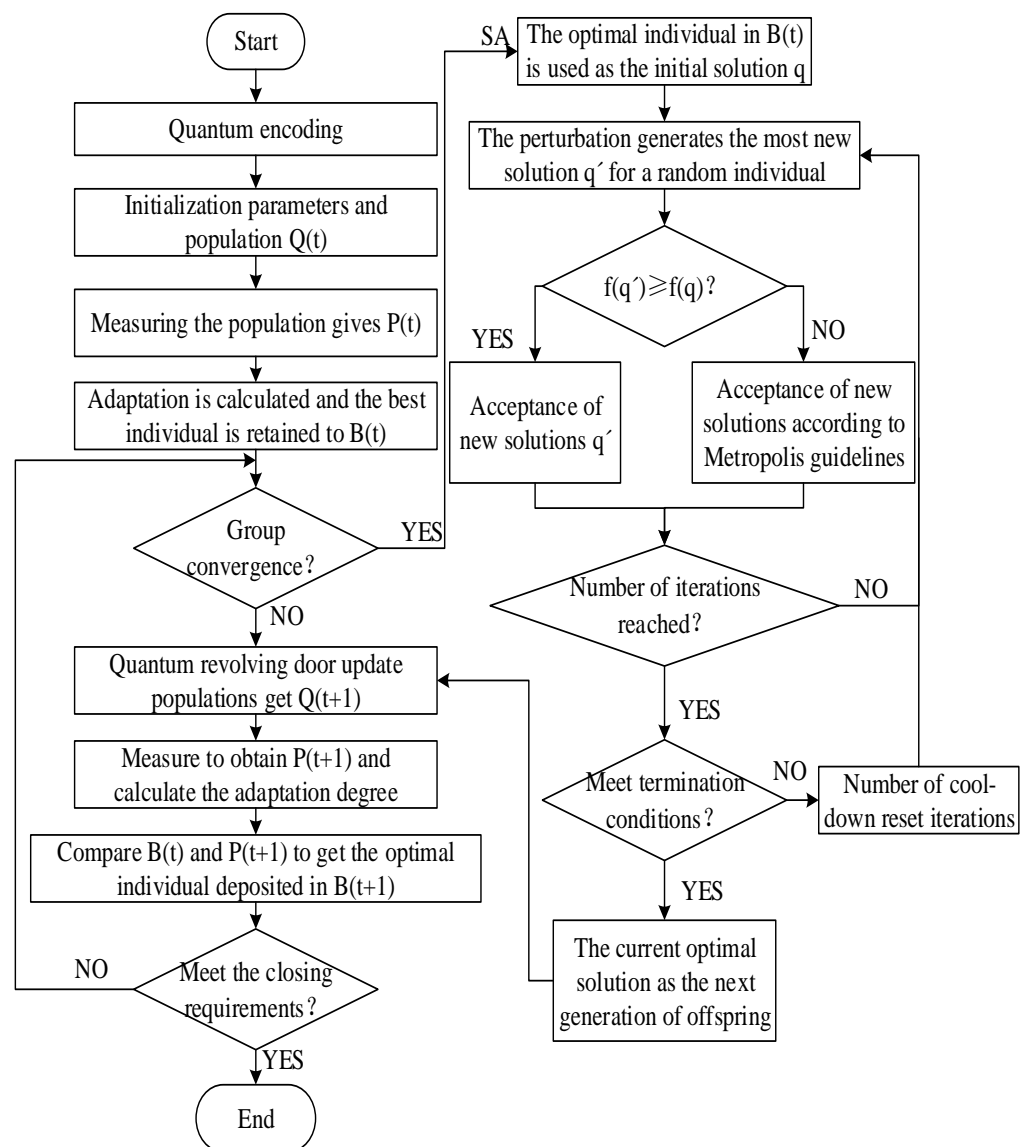 Start
Quantum encoding
Initialization parameters and
population Q(t)
Measuring the population gives P(t)
Adaptation is calculated and the best
individual is retained to B(t)
Group
convergence?
YES
NO
Quantum revolving door update
populations get Q(t+1)
Measure to obtain P(t+1) and
calculate the adaptation degree
Compare B(t) and P(t+1) to get the optimal
individual deposited in B(t+1)
NO
Meet the closing
requirements?
YES
End
SA
The optimal individual in B(t)
is used as the initial solution q
The perturbation generates the most new
solution q´ for a random individual
f(q´)≥f(q)?
YES
NO
Acceptance of
new solutions q´
Acceptance of new
solutions according to
Metropolis guidelines
Number of iterations
reached?
NO
YES
Meet termination
conditions?
NO
Number of cool-
down reset iterations
YES
The current optimal
solution as the next
generation of offspring